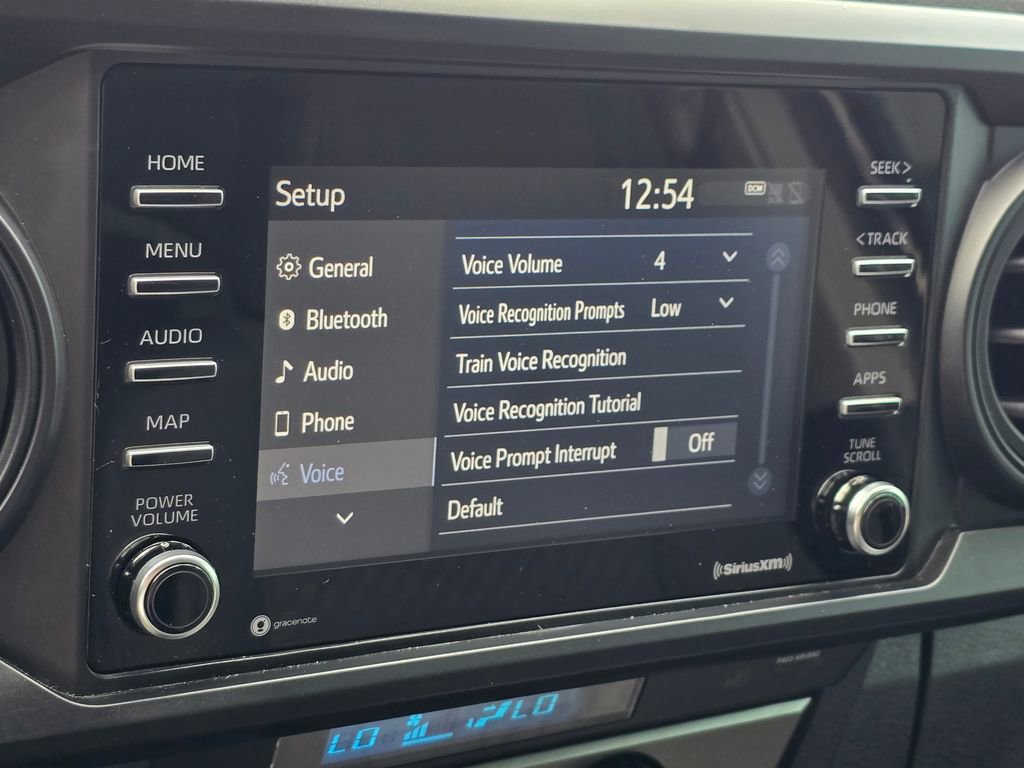 HOME
MENU
AUDIO
MAP
POWER
VOLUME
Setup
12:54
DCM
General
Bluetooth
Audio
Phone
Voice
Voice Volume 4
Voice Recognition Prompts Low
Train Voice Recognition
Voice Recognition Tutorial
Voice Prompt Interrupt Off
Default
SEEK >
< TRACK
PHONE
APPS
TUNE
SCROLL
gracenote
((SiriusXM))
LO
LO